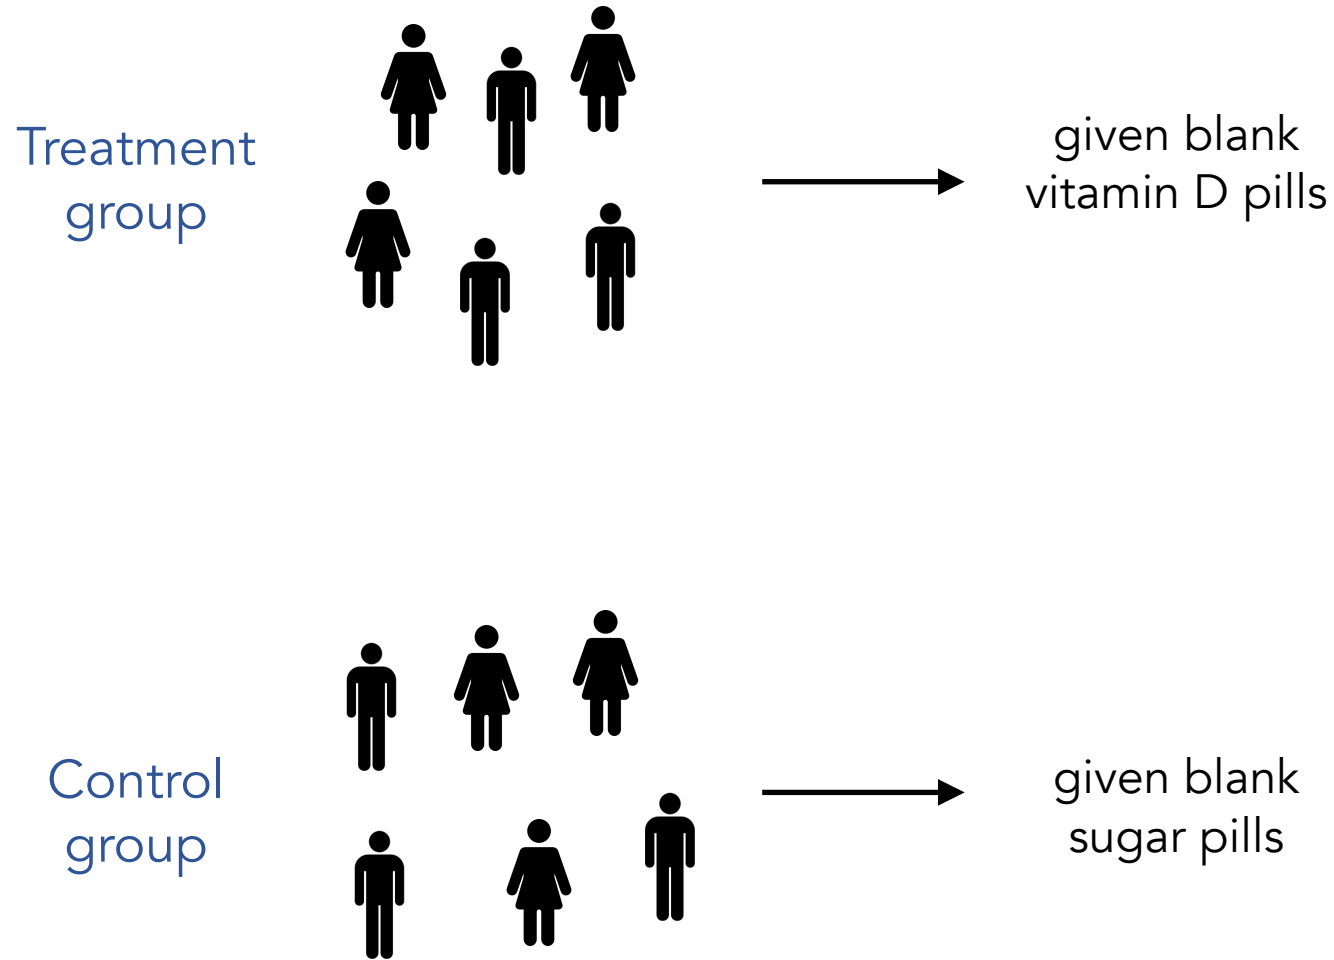 Treatment
group
given blank
vitamin D pills
Control
group
given blank
sugar pills